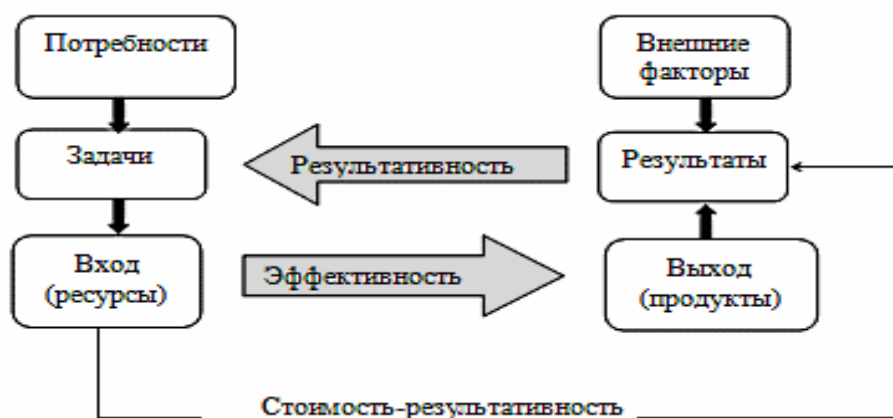 Потребности
Внешние
факторы
Задачи
Результативность
Результаты
Вход
(ресурсы)
Эффективность
Выход
(продукты)
Стоимость-результативность